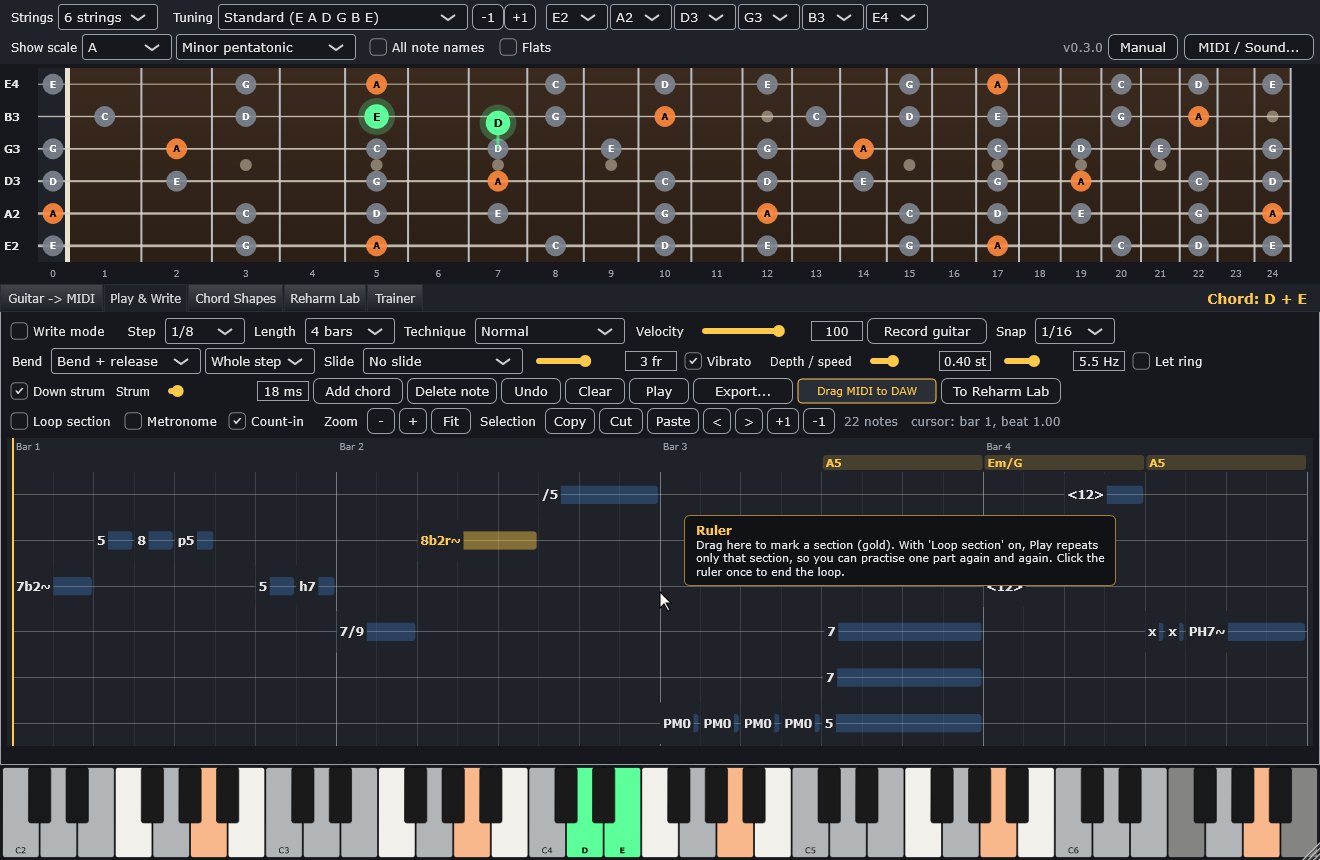 Strings 6 strings Tuning Standard (E A D G B E) -1 +1 E2 A2 D3 G3 B3 E4
Show scale A Minor pentatonic All note names Flats v0.3.0 Manual MIDI / Sound...
E4 E G A C D E G A C D E
B3 C D E D G A C D E G A
G3 G A C D E G A C D E G
D3 D E G A C D E G A C D
A2 A C D E G A C D E G A
E2 E G A C D E G A C D E
0 1 2 3 4 5 6 7 8 9 10 11 12 13 14 15 16 17 18 19 20 21 22 23 24
Guitar -> MIDI Play & Write Chord Shapes Reharm Lab Trainer Chord: D + E
Write mode Step 1/8 Length 4 bars Technique Normal Velocity 100 Record guitar Snap 1/16
Bend Bend + release Whole step Slide No slide 3 fr Vibrato Depth / speed 0.40 st 5.5 Hz Let ring
Down strum Strum 18 ms Add chord Delete note Undo Clear Play Export... Drag MIDI to DAW To Reharm Lab
Loop section Metronome Count-in Zoom - + Fit Selection Copy Cut Paste < > +1 -1 22 notes cursor: bar 1, beat 1.00
Bar 1 Bar 2 Bar 3 Bar 4
A5 Em/G A5
/5 <12>
5 8 p5 8b2r~
Ruler
Drag here to mark a section (gold). With 'Loop section' on, Play repeats
only that section, so you can practise one part again and again. Click the
ruler once to end the loop.
7b2~ 5 h7 <12>
7/9 7 x x PH7~
7
PM0 PM0 PM0 PM0 5
C2 C3 C4 D E C5 C6